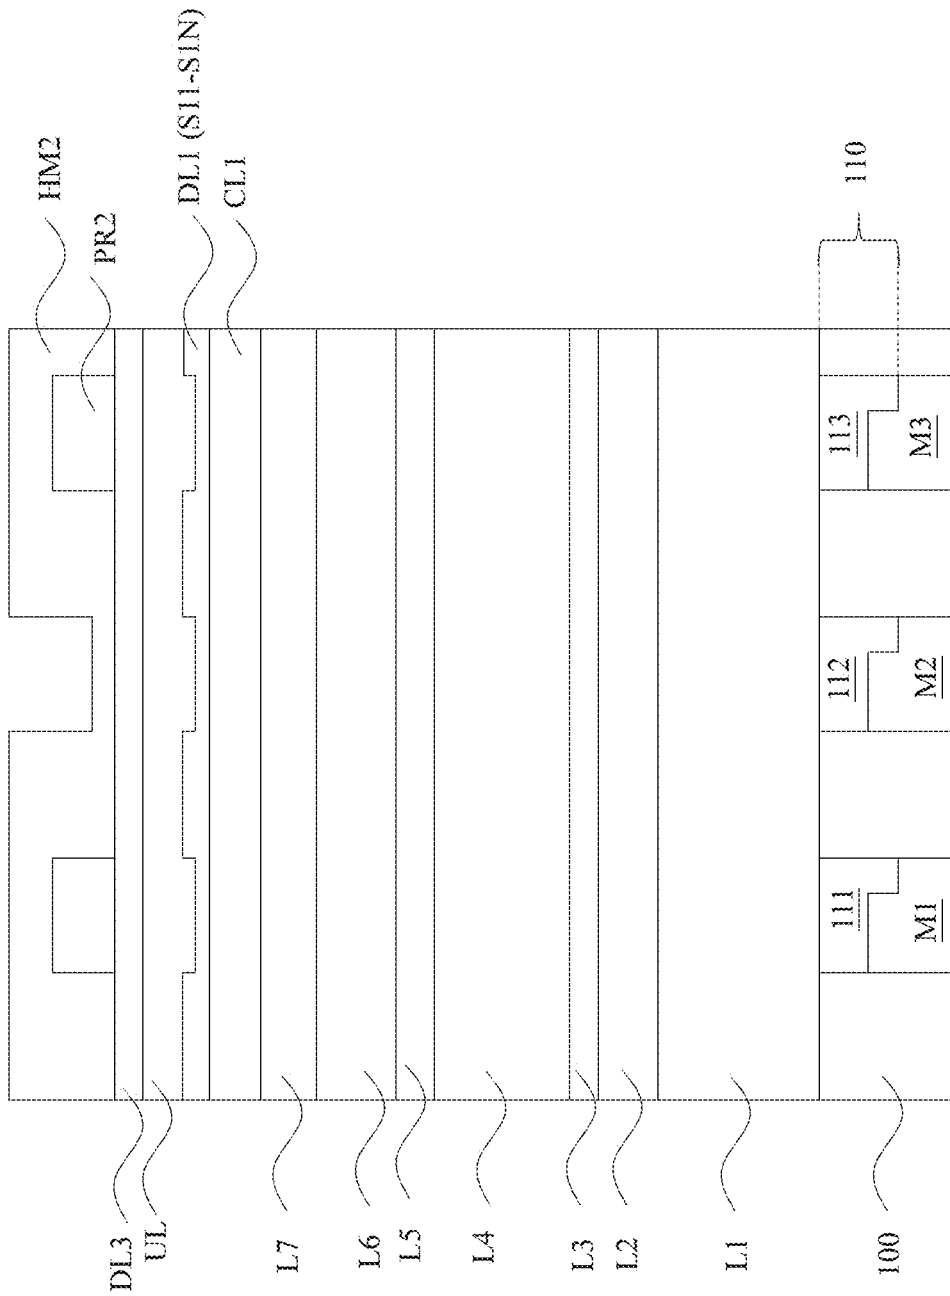 HM2
PR2
DL1 (S11-S1N)
CL1
110
113
M3
112
M2
111
M1
DL3
UL
L7
L6
L5
L4
L3
L2
L1
100